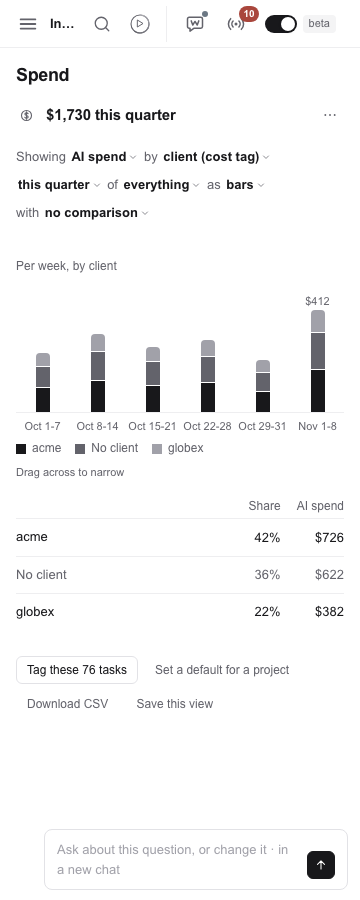 In...
10
beta
Spend
$1,730 this quarter
Showing AI spend by client (cost tag)
this quarter of everything as bars
with no comparison
Per week, by client
$412
Oct 1-7 Oct 8-14 Oct 15-21 Oct 22-28 Oct 29-31 Nov 1-8
acme No client globex
Drag across to narrow
Share AI spend
acme 42% $726
No client 36% $622
globex 22% $382
Tag these 76 tasks Set a default for a project
Download CSV Save this view
Ask about this question, or change it · in
a new chat